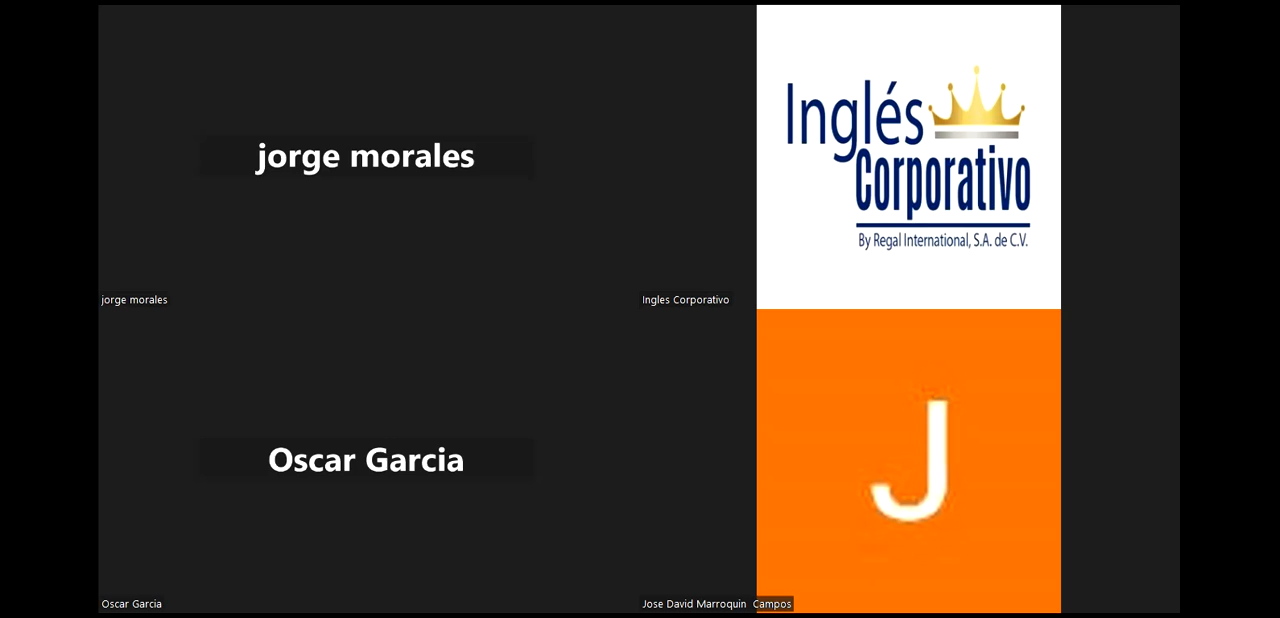 jorge morales
jorge morales
Inglés
Corporativo
By Regal International, S.A. de C.V.
Ingles Corporativo
Oscar Garcia
Oscar Garcia
J
Jose David Marroquin Campos